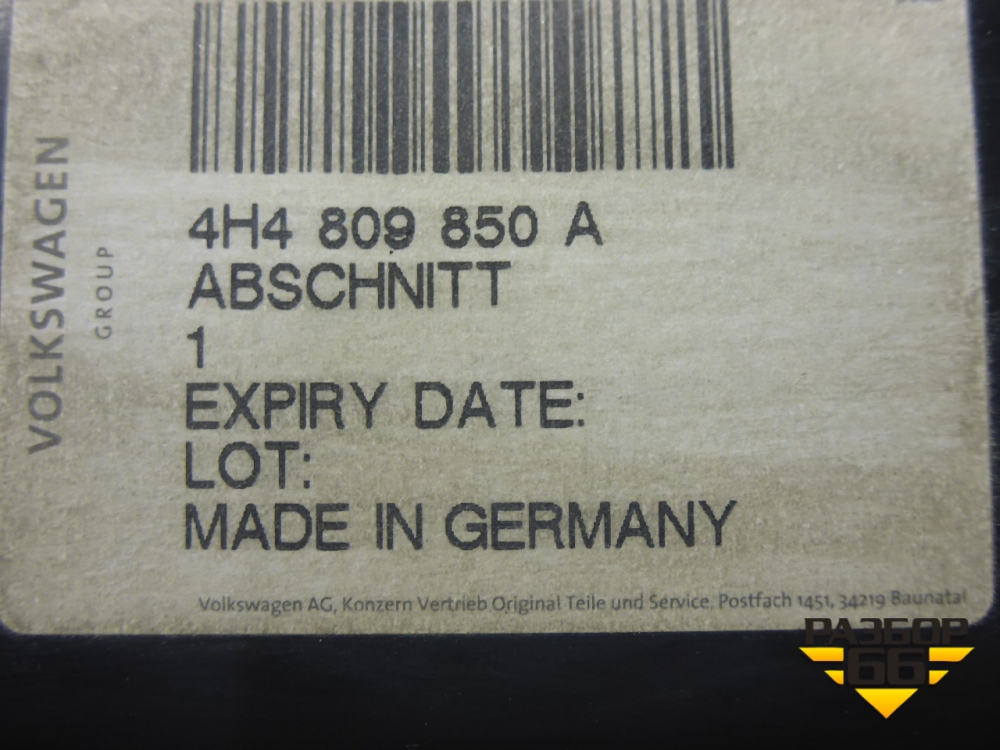 4H4 809 850 A
ABSCHNITT
1
EXPIRY DATE:
LOT:
MADE IN GERMANY
VOLKSWAGEN
GROUP
Volkswagen AG, Konzern Vertrieb Original Teile und Service, Postfach 1451, 34219 Baunatal
РАЗБОР
66